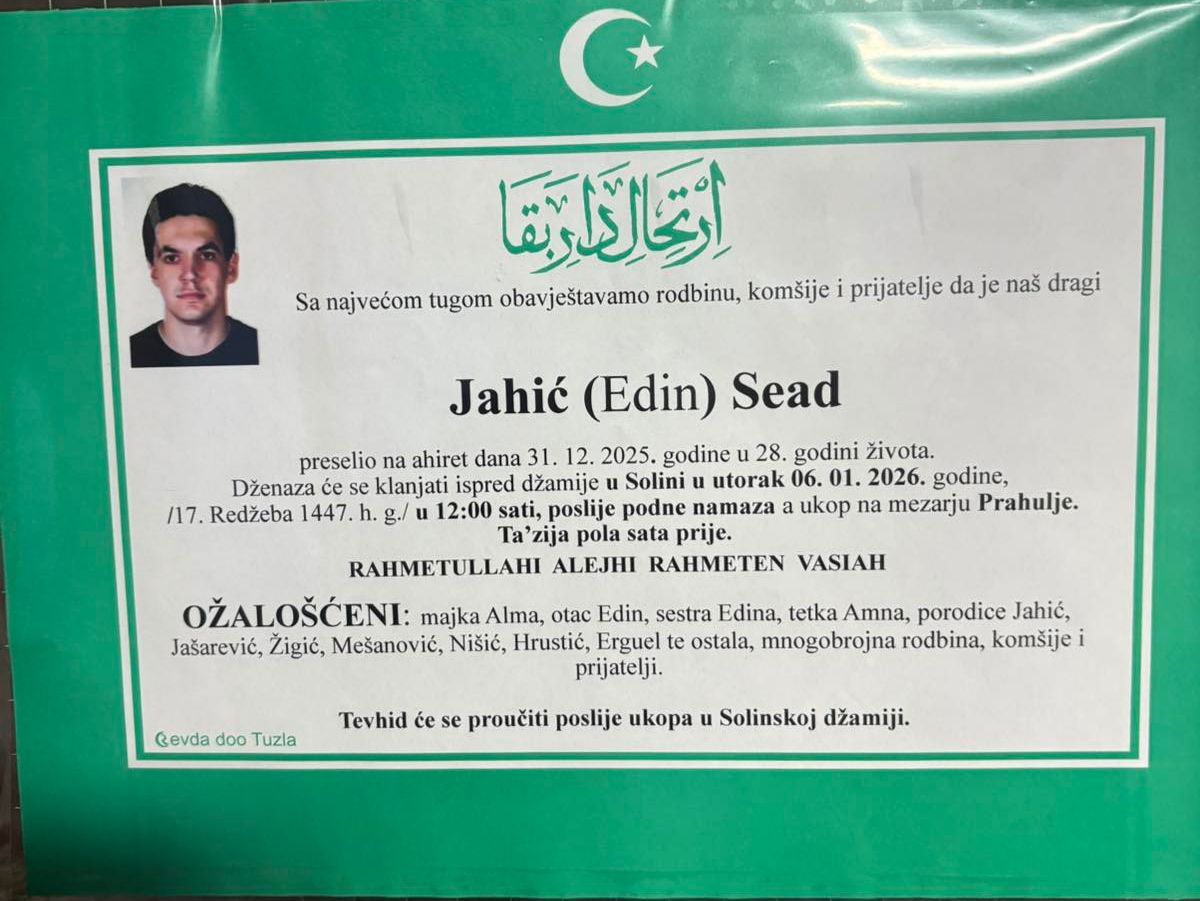 اِرْتِحَالِ دَارِ بَقَا
Sa najvećom tugom obavještavamo rodbinu, komšije i prijatelje da je naš dragi
Jahić (Edin) Sead
preselio na ahiret dana 31. 12. 2025. godine u 28. godini života.
Dženaza će se klanjati ispred džamije u Solini u utorak 06. 01. 2026. godine,
/17. Redžeba 1447. h. g./ u 12:00 sati, poslije podne namaza a ukop na mezarju Prahulje.
Ta’zija pola sata prije.
RAHMETULLAHI ALEJHI RAHMETEN VASIAH
OŽALOŠĆENI: majka Alma, otac Edin, sestra Edina, tetka Amna, porodice Jahić,
Jašarević, Žigić, Mešanović, Nišić, Hrustić, Erguel te ostala, mnogobrojna rodbina, komšije i
prijatelji.
Tevhid će se proučiti poslije ukopa u Solinskoj džamiji.
Revda doo Tuzla